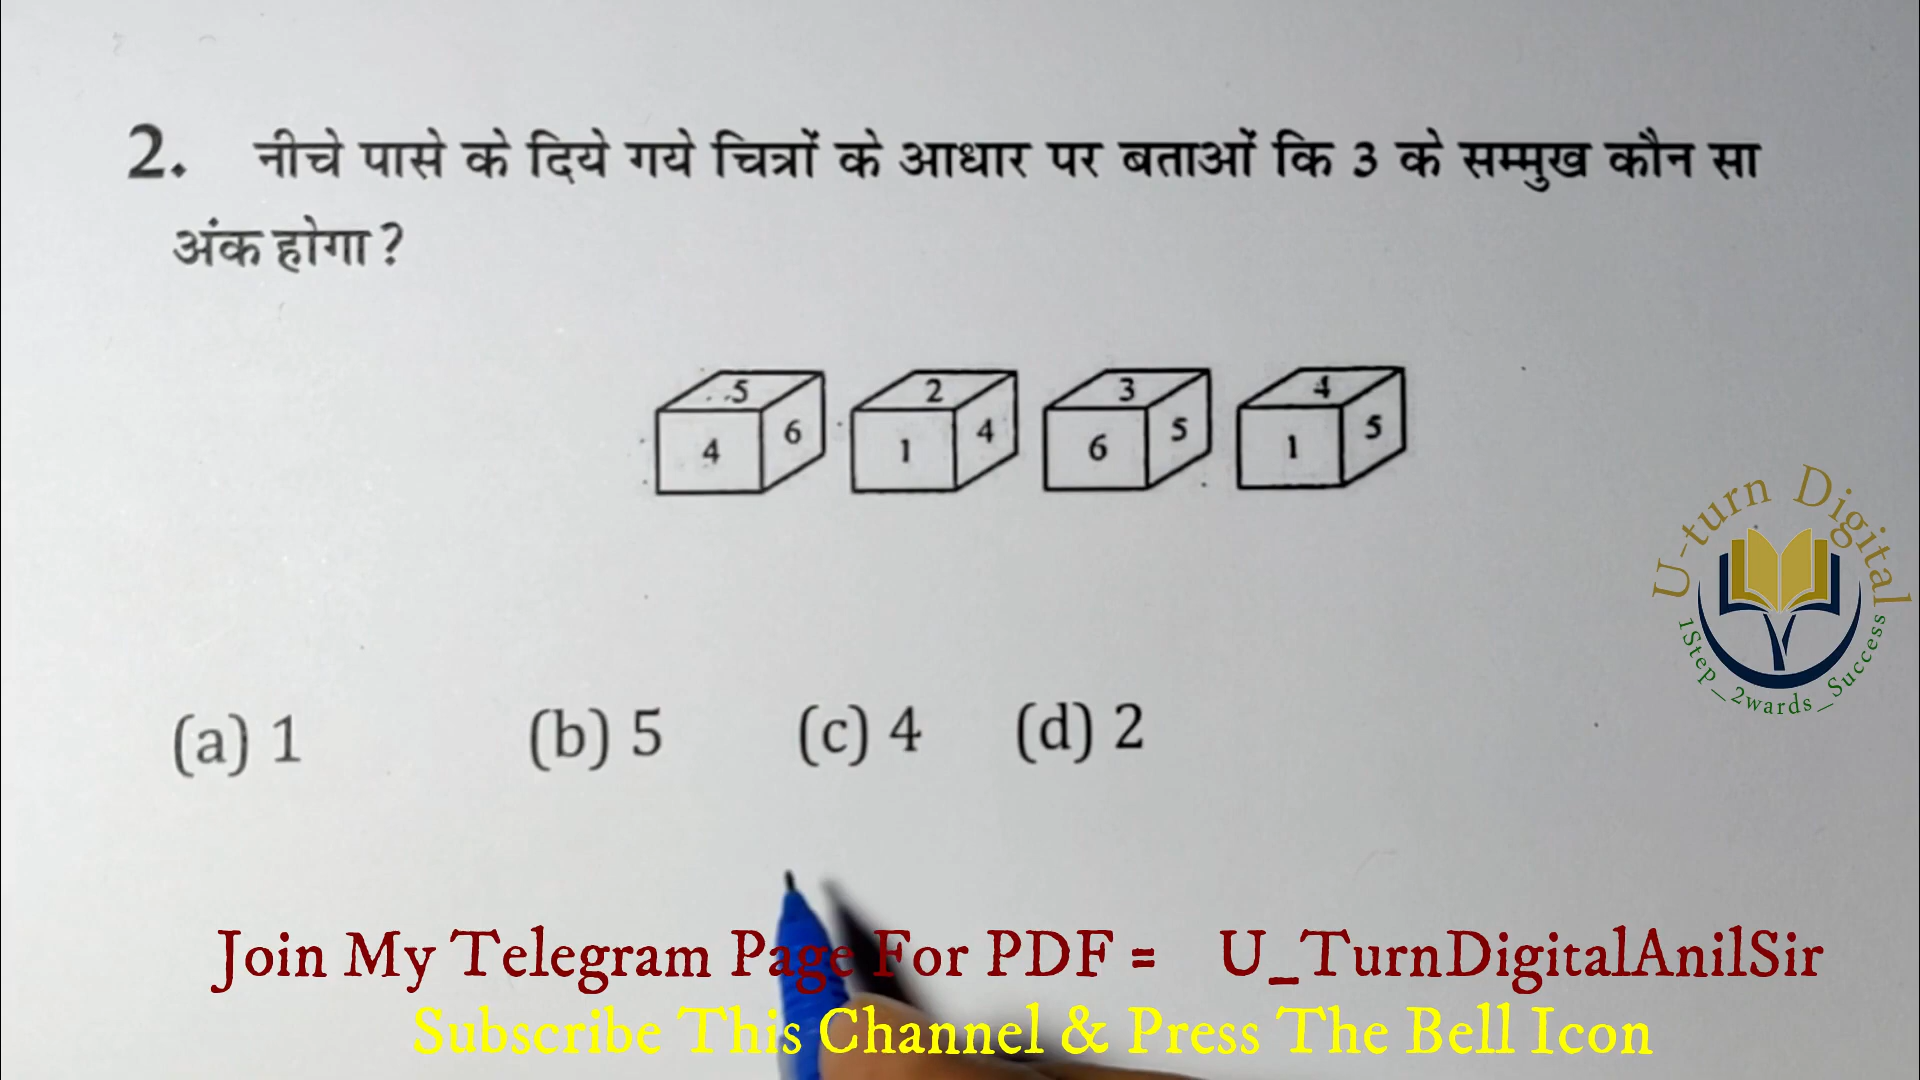 2. नीचे पासे के दिये गये चित्रों के आधार पर बताओं कि 3 के सम्मुख कौन सा
अंक होगा?
5 4 6
2 1 4
3 6 5
4 1 5
U-turn Digital
1Step_2wards_Success
(a) 1 (b) 5 (c) 4 (d) 2
Join My Telegram Page For PDF = U_TurnDigitalAnilSir
Subscribe This Channel & Press The Bell Icon